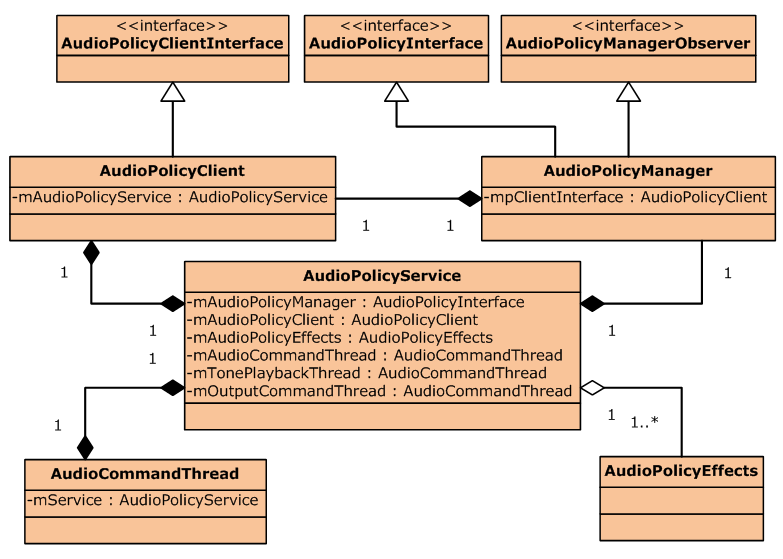 <<interface>>
AudioPolicyClientInterface
<<interface>>
AudioPolicyInterface
<<interface>>
AudioPolicyManagerObserver
AudioPolicyClient
-mAudioPolicyService : AudioPolicyService
AudioPolicyManager
-mpClientInterface : AudioPolicyClient
1
1
1
1
AudioPolicyService
-mAudioPolicyManager : AudioPolicyInterface
-mAudioPolicyClient : AudioPolicyClient
-mAudioPolicyEffects : AudioPolicyEffects
-mAudioCommandThread : AudioCommandThread
-mTonePlaybackThread : AudioCommandThread
-mOutputCommandThread : AudioCommandThread
1
1
1
1
1
1..*
AudioCommandThread
-mService : AudioPolicyService
AudioPolicyEffects